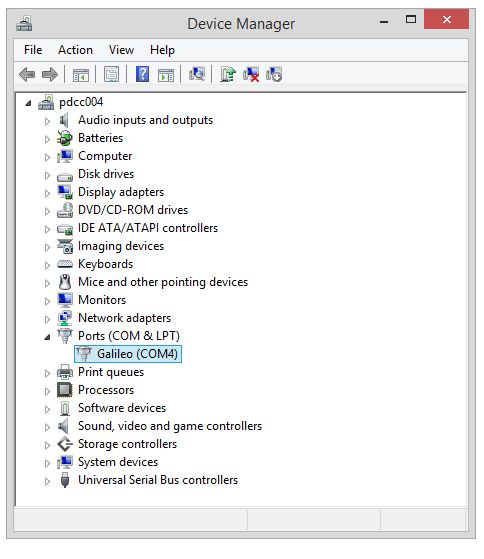 Device Manager
File Action View Help
pdcc004
Audio inputs and outputs
Batteries
Computer
Disk drives
Display adapters
DVD/CD-ROM drives
IDE ATA/ATAPI controllers
Imaging devices
Keyboards
Mice and other pointing devices
Monitors
Network adapters
Ports (COM & LPT)
Galileo (COM4)
Print queues
Processors
Software devices
Sound, video and game controllers
Storage controllers
System devices
Universal Serial Bus controllers